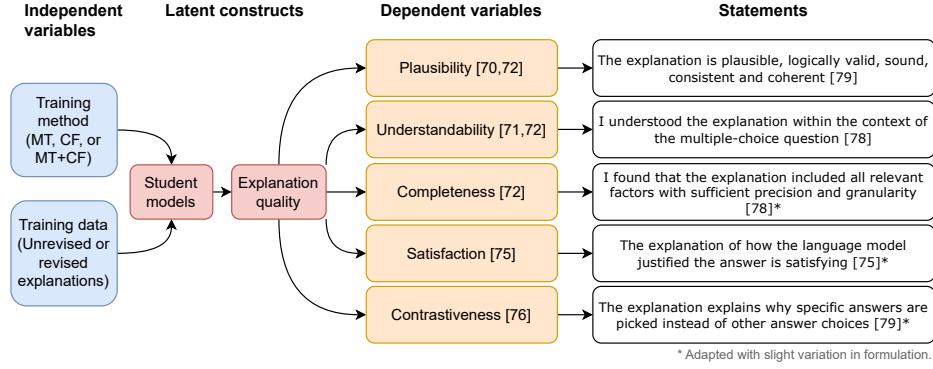 Independent
variables
Latent constructs
Dependent variables
Statements
Training
method
(MT, CF, or
MT+CF)
Training data
(Unrevised or
revised
explanations)
Student
models
Explanation
quality
Plausibility [70,72]
Understandability [71,72]
Completeness [72]
Satisfaction [75]
Contrastiveness [76]
The explanation is plausible, logically valid, sound,
consistent and coherent [79]
I understood the explanation within the context of
the multiple-choice question [78]
I found that the explanation included all relevant
factors with sufficient precision and granularity
[78]*
The explanation of how the language model
justified the answer is satisfying [75]*
The explanation explains why specific answers are
picked instead of other answer choices [79]*
* Adapted with slight variation in formulation.